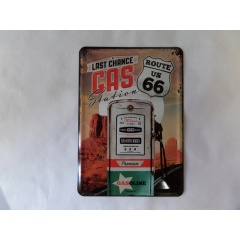 LAST CHANCE
GAS
Station
ROUTE
US
66
Premium
GASOLINE